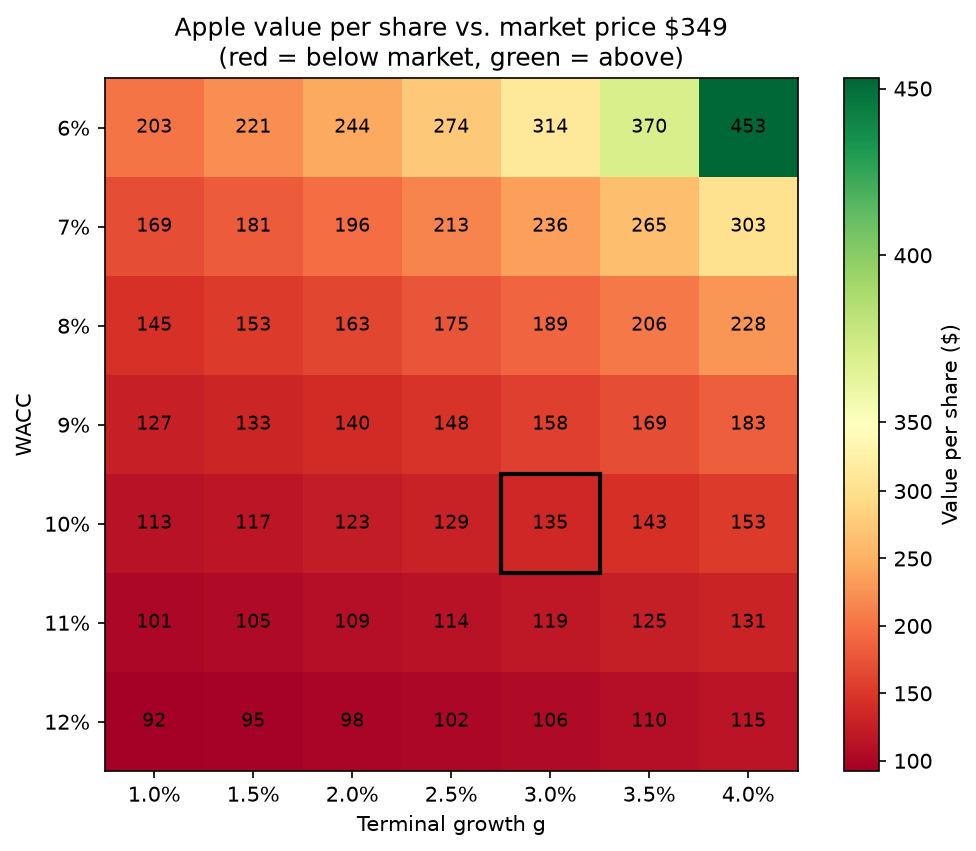 Apple value per share vs. market price $349
(red = below market, green = above)
6% 203 221 244 274 314 370 453
7% 169 181 196 213 236 265 303
8% 145 153 163 175 189 206 228
9% 127 133 140 148 158 169 183
10% 113 117 123 129 135 143 153
11% 101 105 109 114 119 125 131
12% 92 95 98 102 106 110 115
1.0% 1.5% 2.0% 2.5% 3.0% 3.5% 4.0%
Terminal growth g
WACC
450
400
350
300
250
200
150
100
Value per share ($)